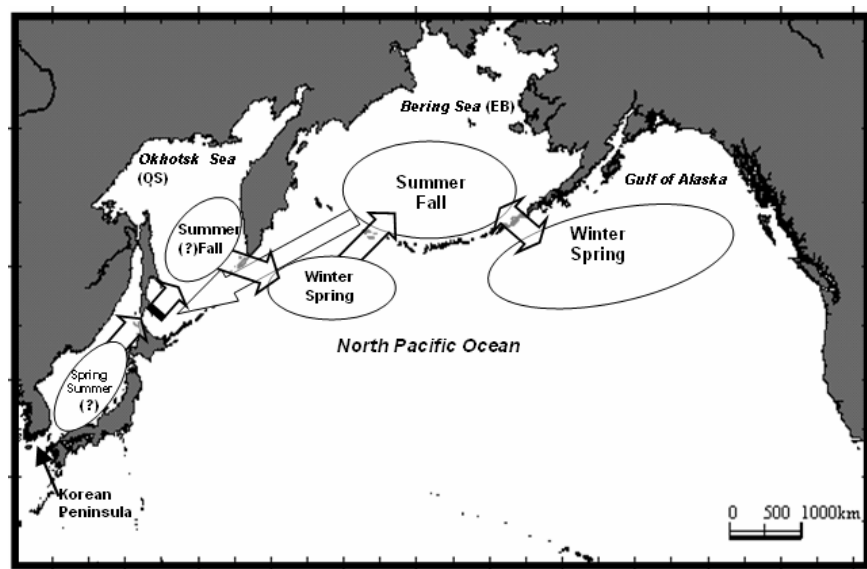 Bering Sea (EB)
Okhotsk Sea
(OS)
Summer
Fall
Gulf of Alaska
Summer
(?)Fall
Winter
Spring
Winter
Spring
North Pacific Ocean
Spring
Summer
(?)
Korean
Peninsula
0 500 1000km